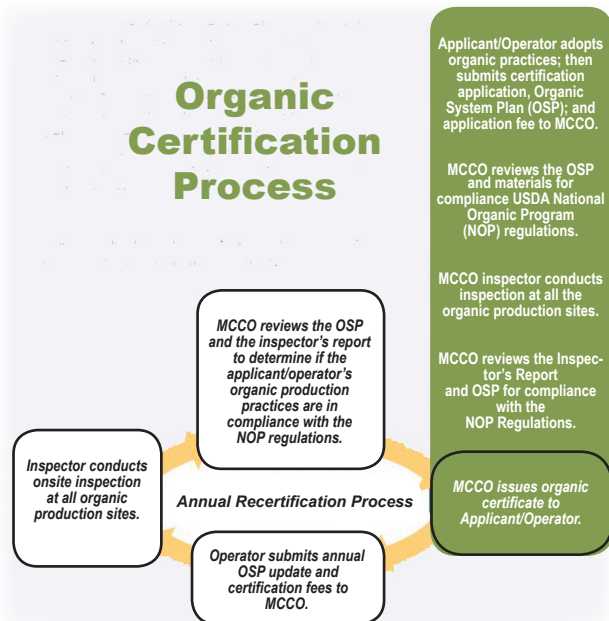 Organic
Certification
Process
Applicant/Operator adopts
organic practices; then
submits certification
application, Organic
System Plan (OSP); and
application fee to MCCO.
MCCO reviews the OSP
and materials for
compliance USDA National
Organic Program
(NOP) regulations.
MCCO inspector conducts
inspection at all the
organic production sites.
MCCO reviews the Inspec-
tor's Report
and OSP for compliance
with the
NOP Regulations.
MCCO issues organic
certificate to
Applicant/Operator.
Annual Recertification Process
Operator submits annual
OSP update and
certification fees to
MCCO.
Inspector conducts
onsite inspection
at all organic
production sites.
MCCO reviews the OSP
and the inspector's report
to determine if the
applicant/operator's
organic production
practices are in
compliance with the
NOP regulations.